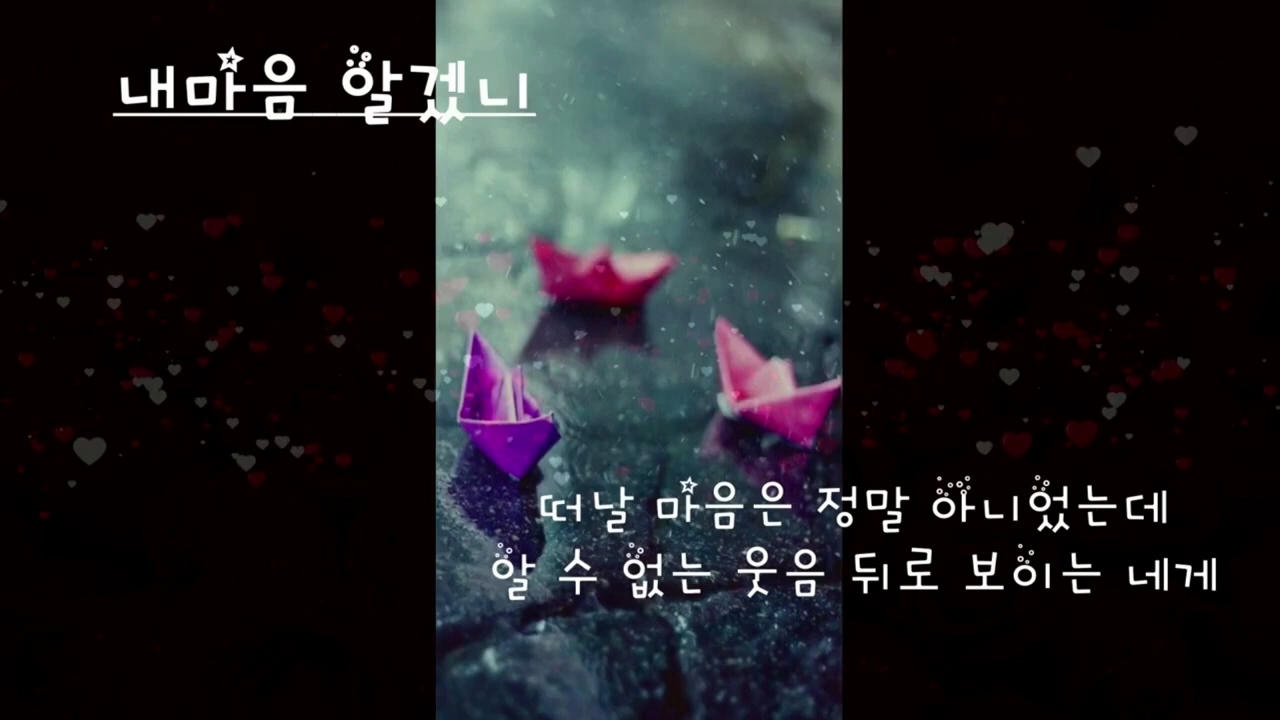 내마음 알겠니
떠날 마음은 정말 아니었는데
알 수 없는 웃음 뒤로 보이는 네게